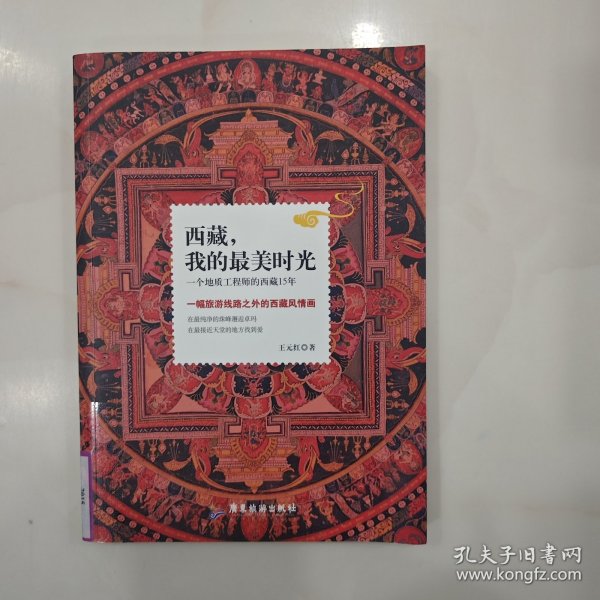 西藏，
我的最美时光
一个地质工程师的西藏15年
一幅旅游线路之外的西藏风情画
在最纯净的珠峰邂逅卓玛
在最接近天堂的地方找到爱
王元红◎著
广东旅游出版社
孔夫子旧书网
www.kongfz.com